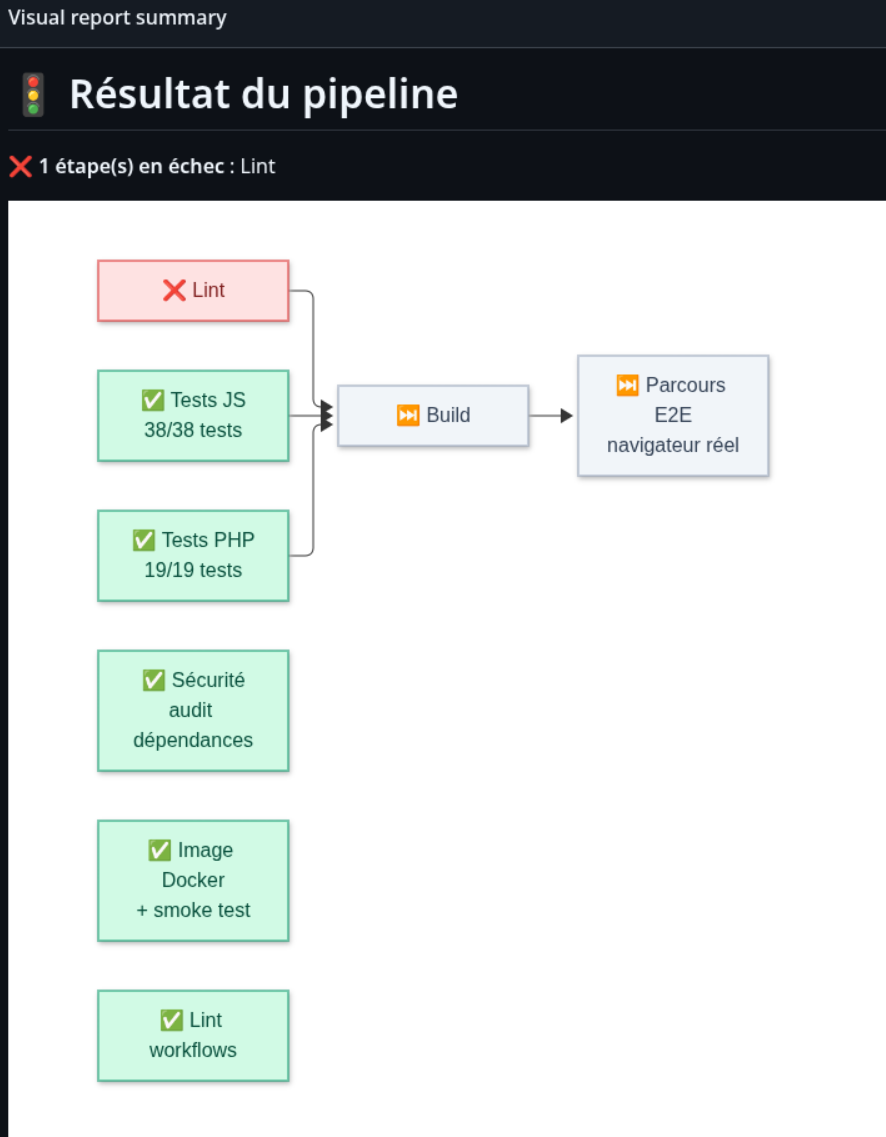 Visual report summary
🚦 Résultat du pipeline
❌ 1 étape(s) en échec : Lint
❌ Lint
✅ Tests JS
38/38 tests
⏭️ Build
⏭️ Parcours
E2E
navigateur réel
✅ Tests PHP
19/19 tests
✅ Sécurité
audit
dépendances
✅ Image
Docker
+ smoke test
✅ Lint
workflows